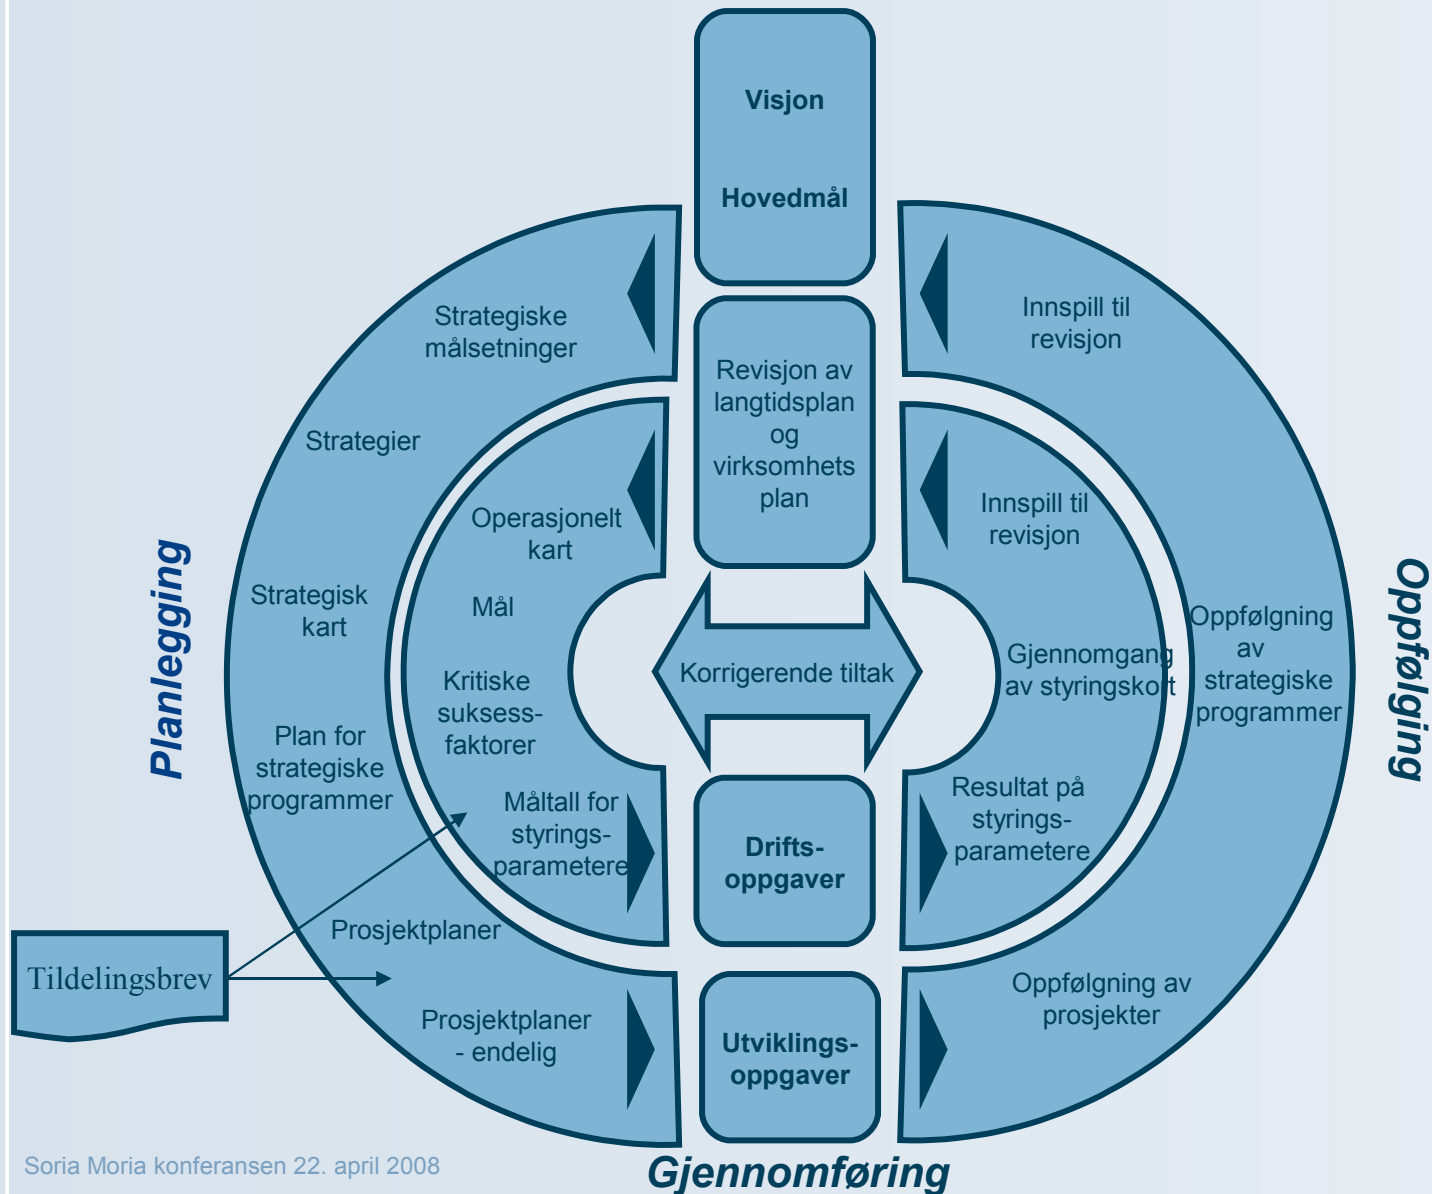 Visjon
Hovedmål
Revisjon av
langtidsplan
og
virksomhets
plan
Korrigerende tiltak
Drifts-
oppgaver
Utviklings-
oppgaver
Planlegging
Strategiske
målsetninger
Strategier
Strategisk
kart
Plan for
strategiske
programmer
Prosjektplaner
Prosjektplaner
- endelig
Operasjonelt
kart
Mål
Kritiske
suksess-
faktorer
Måltall for
styrings-
parametere
Tildelingsbrev
Innspill til
revisjon
Innspill til
revisjon
Gjennomgang
av styringskort
Resultat på
styrings-
parametere
Oppfølgning
av
strategiske
programmer
Oppfølgning av
prosjekter
Oppfølging
Gjennomføring
Soria Moria konferansen 22. april 2008